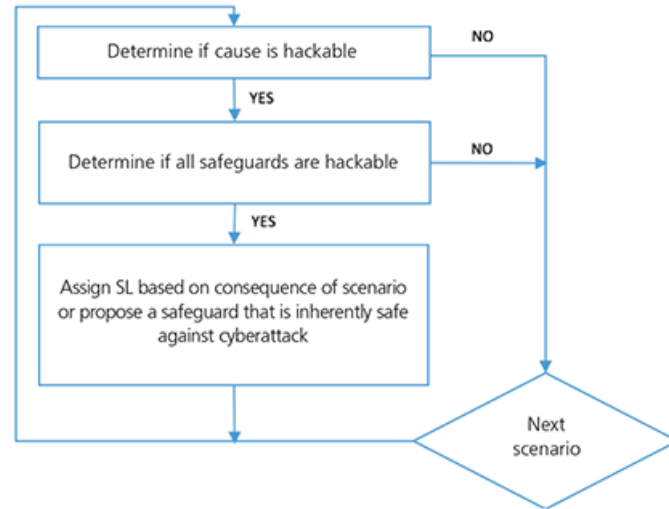 Determine if cause is hackable
NO
YES
Determine if all safeguards are hackable
NO
YES
Assign SL based on consequence of scenario
or propose a safeguard that is inherently safe
against cyberattack
Next
scenario